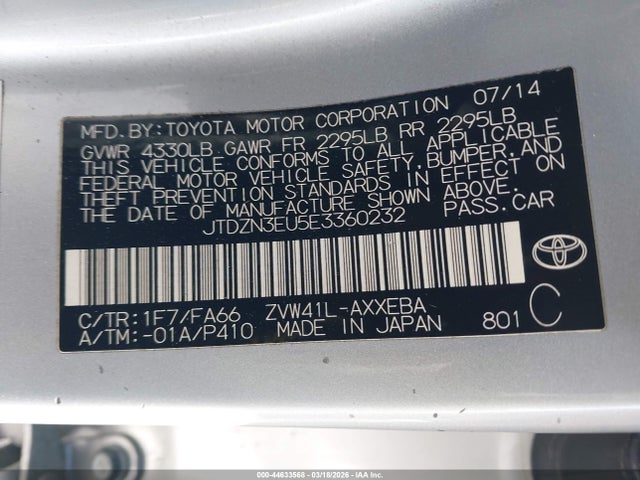 MFD.BY:TOYOTA MOTOR CORPORATION 07/14
GVWR 4330LB GAWR FR 2295LB RR 2295LB
THIS VEHICLE CONFORMS TO ALL APPLICABLE
FEDERAL MOTOR VEHICLE SAFETY,BUMPER,AND
THEFT PREVENTION STANDARDS IN EFFECT ON
THE DATE OF MANUFACTURE SHOWN ABOVE.
JTDZN3EU5E3360232 PASS.CAR
C/TR:1F7/FA66 ZVW41L-AXXEBA
A/TM:-01A/P410 MADE IN JAPAN 801 C
000-44633568 | 03/18/2026 - IAA INC.